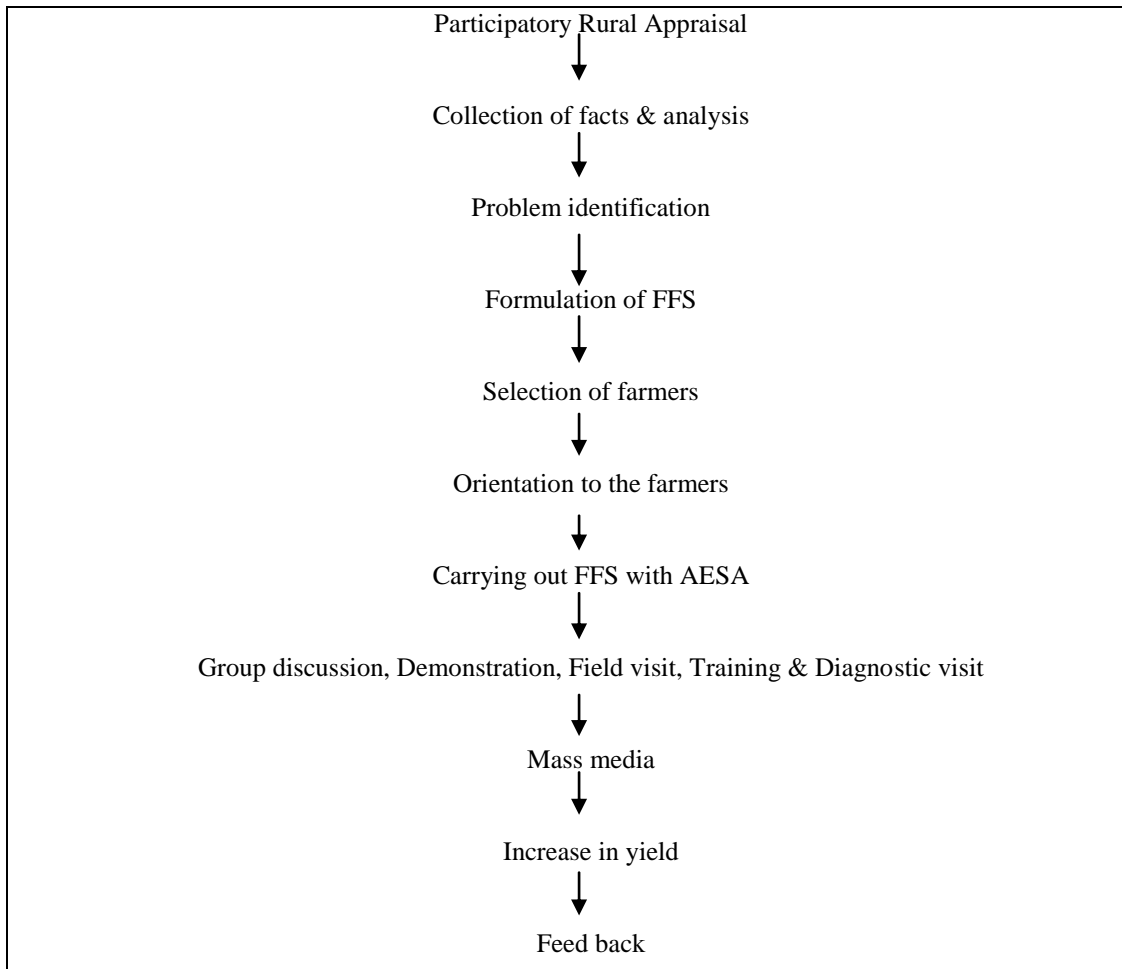 Participatory Rural Appraisal
Collection of facts & analysis
Problem identification
Formulation of FFS
Selection of farmers
Orientation to the farmers
Carrying out FFS with AESA
Group discussion, Demonstration, Field visit, Training & Diagnostic visit
Mass media
Increase in yield
Feed back